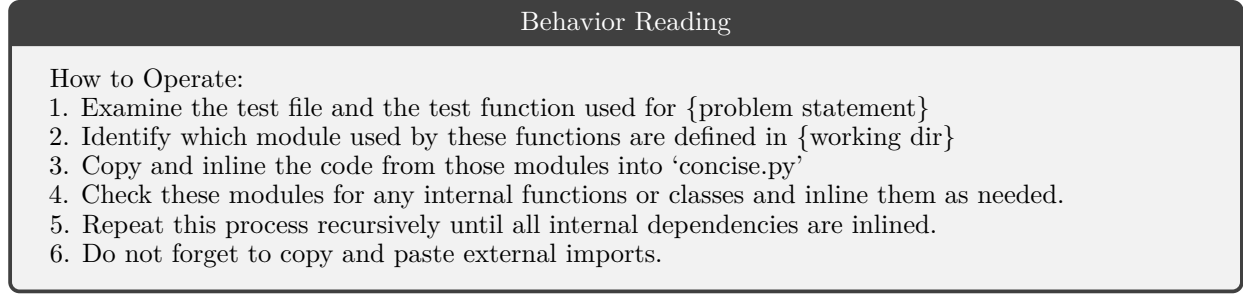 Behavior Reading
How to Operate:
1. Examine the test file and the test function used for {problem statement}
2. Identify which module used by these functions are defined in {working dir}
3. Copy and inline the code from those modules into ‘concise.py’
4. Check these modules for any internal functions or classes and inline them as needed.
5. Repeat this process recursively until all internal dependencies are inlined.
6. Do not forget to copy and paste external imports.